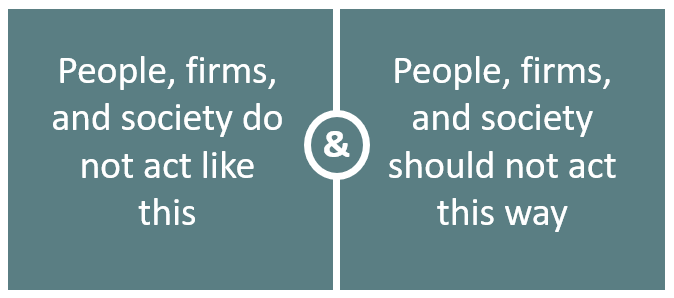 People, firms,
and society do
not act like
this
&
People, firms,
and society
should not act
this way